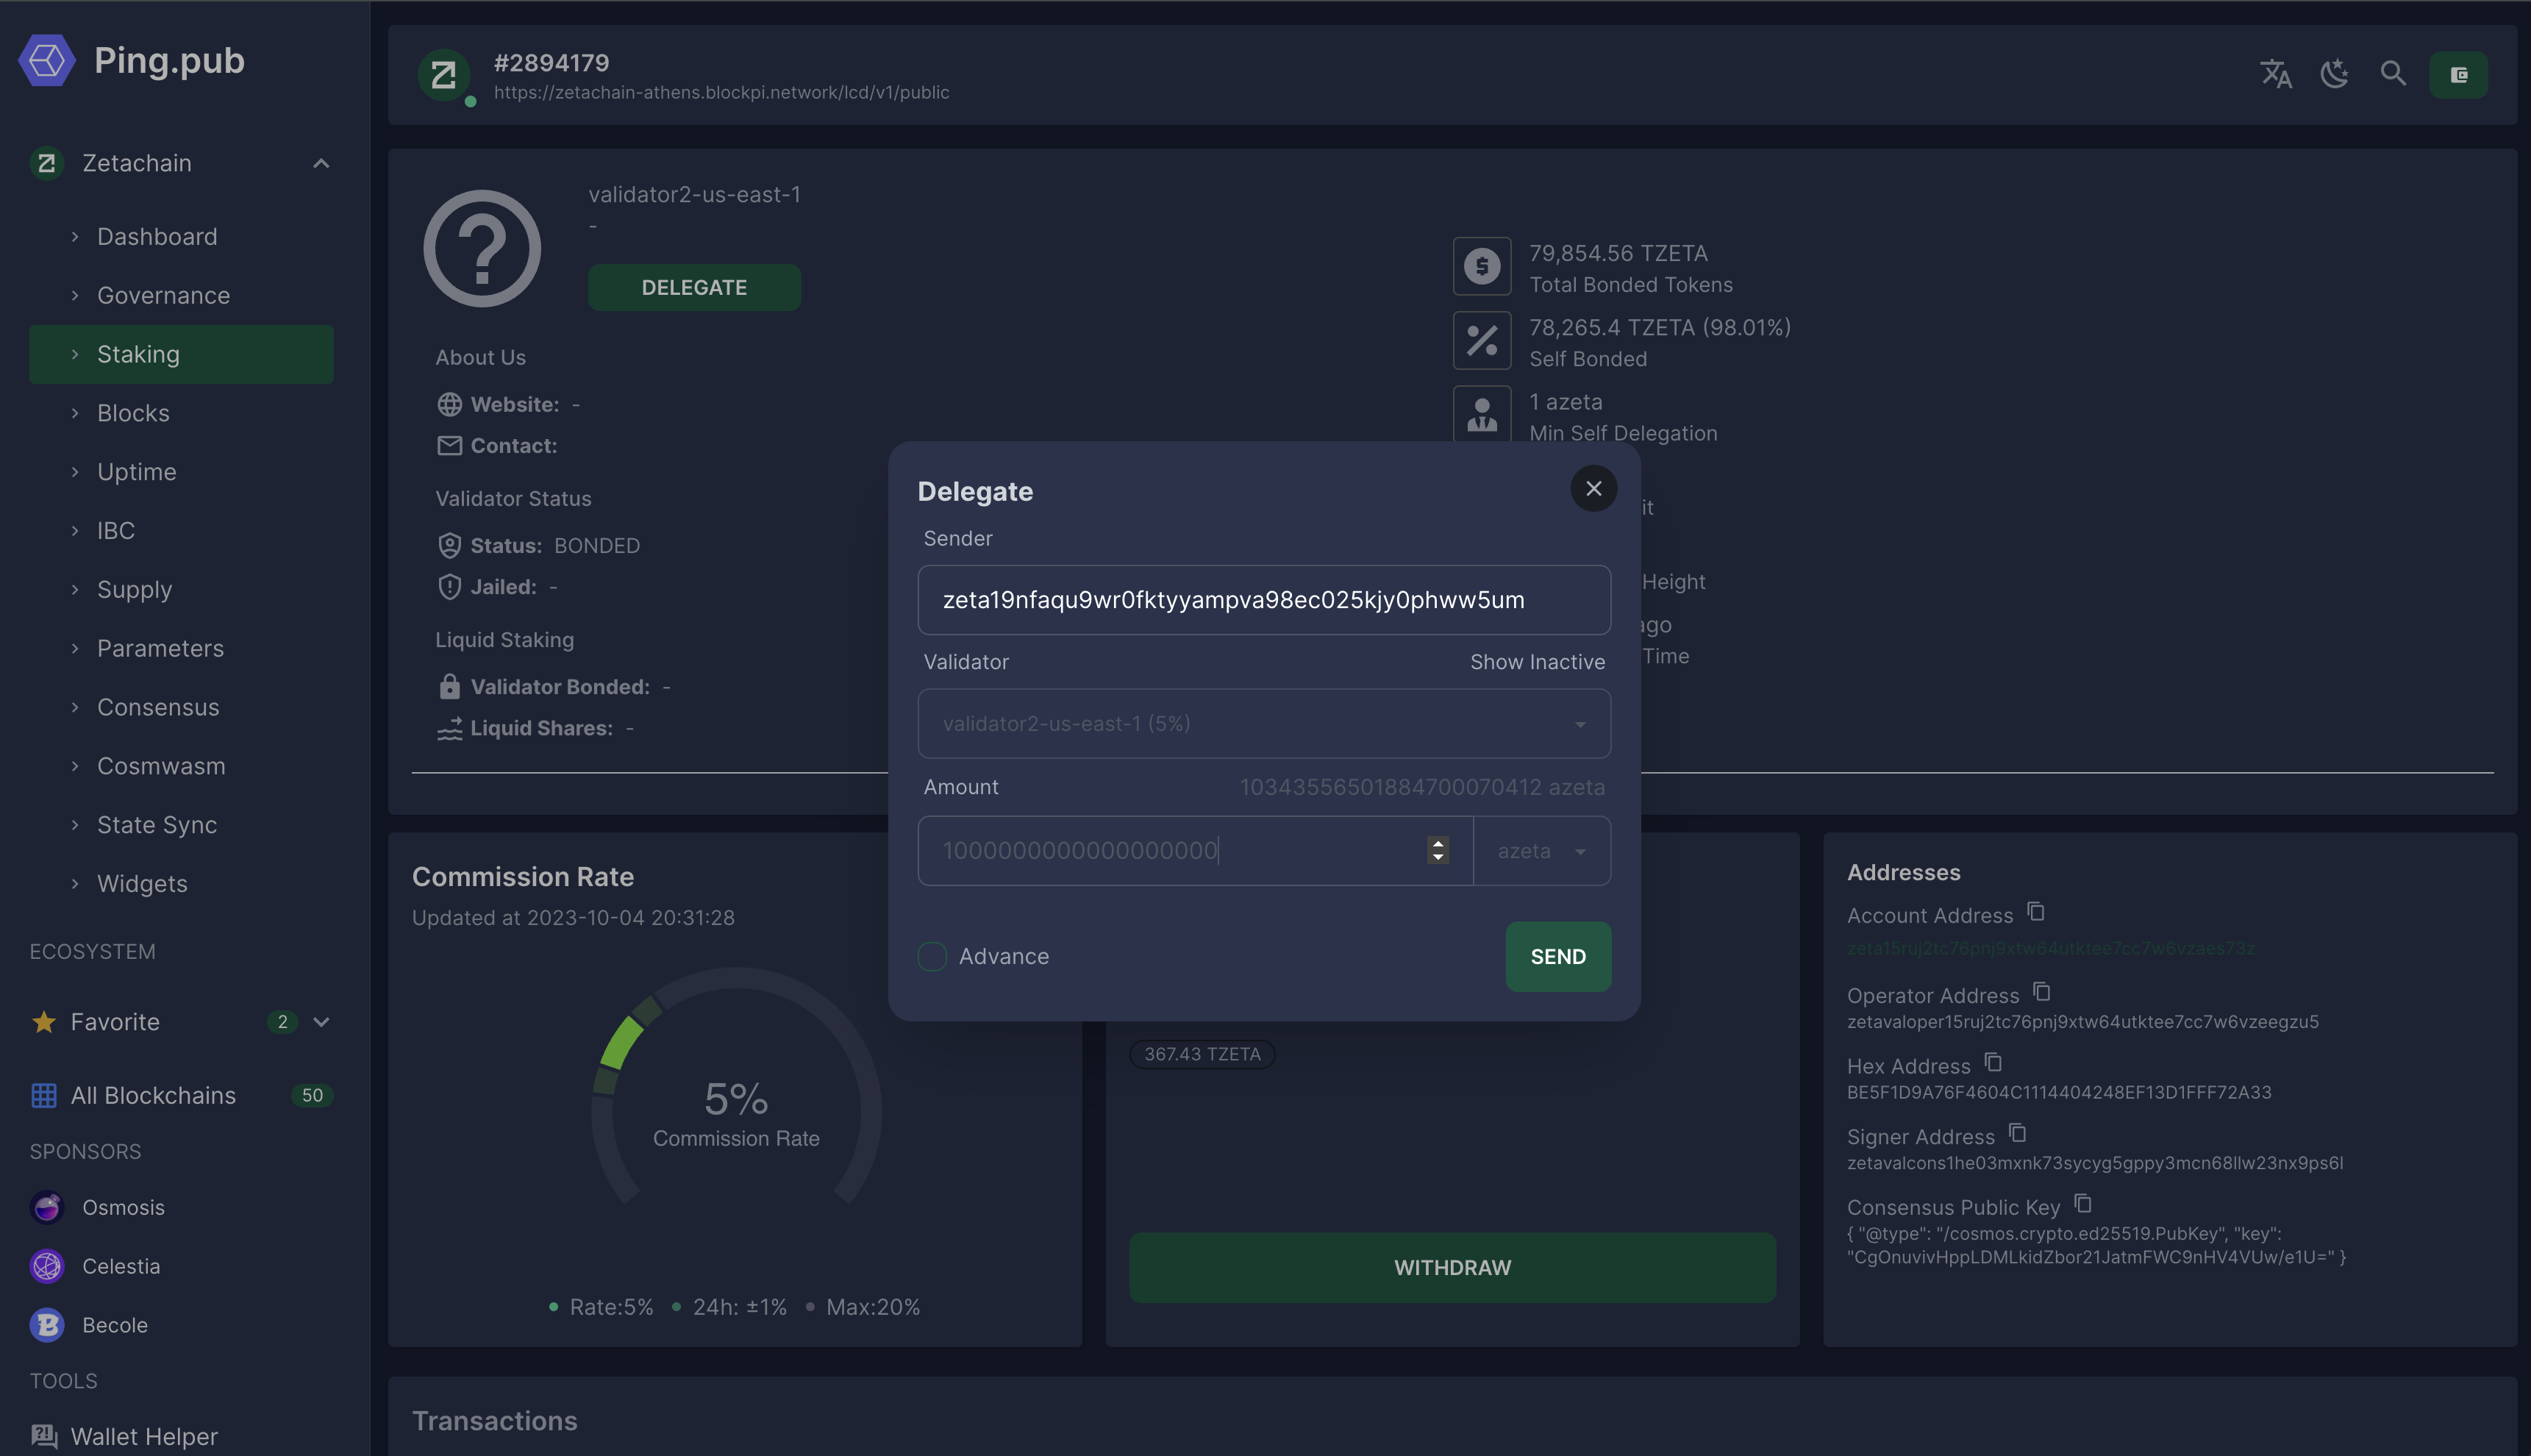 Ping.pub
Zetachain
Dashboard
Governance
Staking
Blocks
Uptime
IBC
Supply
Parameters
Consensus
Cosmwasm
State Sync
Widgets
ECOSYSTEM
Favorite 2
All Blockchains 50
SPONSORS
Osmosis
Celestia
Becole
TOOLS
Wallet Helper
#2894179
https://zetachain-athens.blockpi.network/lcd/v1/public
validator2-us-east-1
-
DELEGATE
About Us
Website: -
Contact:
Validator Status
Status: BONDED
Jailed: -
Liquid Staking
Validator Bonded: -
Liquid Shares: -
79,854.56 TZETA
Total Bonded Tokens
78,265.4 TZETA (98.01%)
Self Bonded
1 azeta
Min Self Delegation
Height
ago
Time
Delegate
Sender
zeta19nfaqu9wr0fktyyampva98ec025kjy0phww5um
Validator Show Inactive
validator2-us-east-1 (5%)
Amount 10343556501884700070412 azeta
10000000000000000000 azeta
Advance SEND
Commission Rate
Updated at 2023-10-04 20:31:28
5%
Commission Rate
Rate:5% 24h: ±1% Max:20%
367.43 TZETA
WITHDRAW
Addresses
Account Address
zeta15ruj2tc76pnj9xtw64utktee7cc7w6vzaes73z
Operator Address
zetavaloper15ruj2tc76pnj9xtw64utktee7cc7w6vzeegzu5
Hex Address
BE5F1D9A76F4604C1114404248EF13D1FFF72A33
Signer Address
zetavalcons1he03mxnk73sycyg5gppy3mcn68llw23nx9ps6l
Consensus Public Key
{ "@type": "/cosmos.crypto.ed25519.PubKey", "key":
"CgOnuvivHppLDMLkidZbor21JatmFWC9nHV4VUw/e1U=" }
Transactions